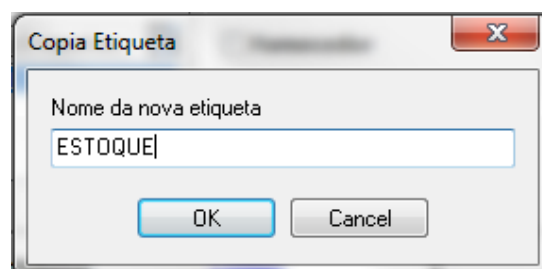 Copia Etiqueta
Nome da nova etiqueta
ESTOQUE
OK
Cancel